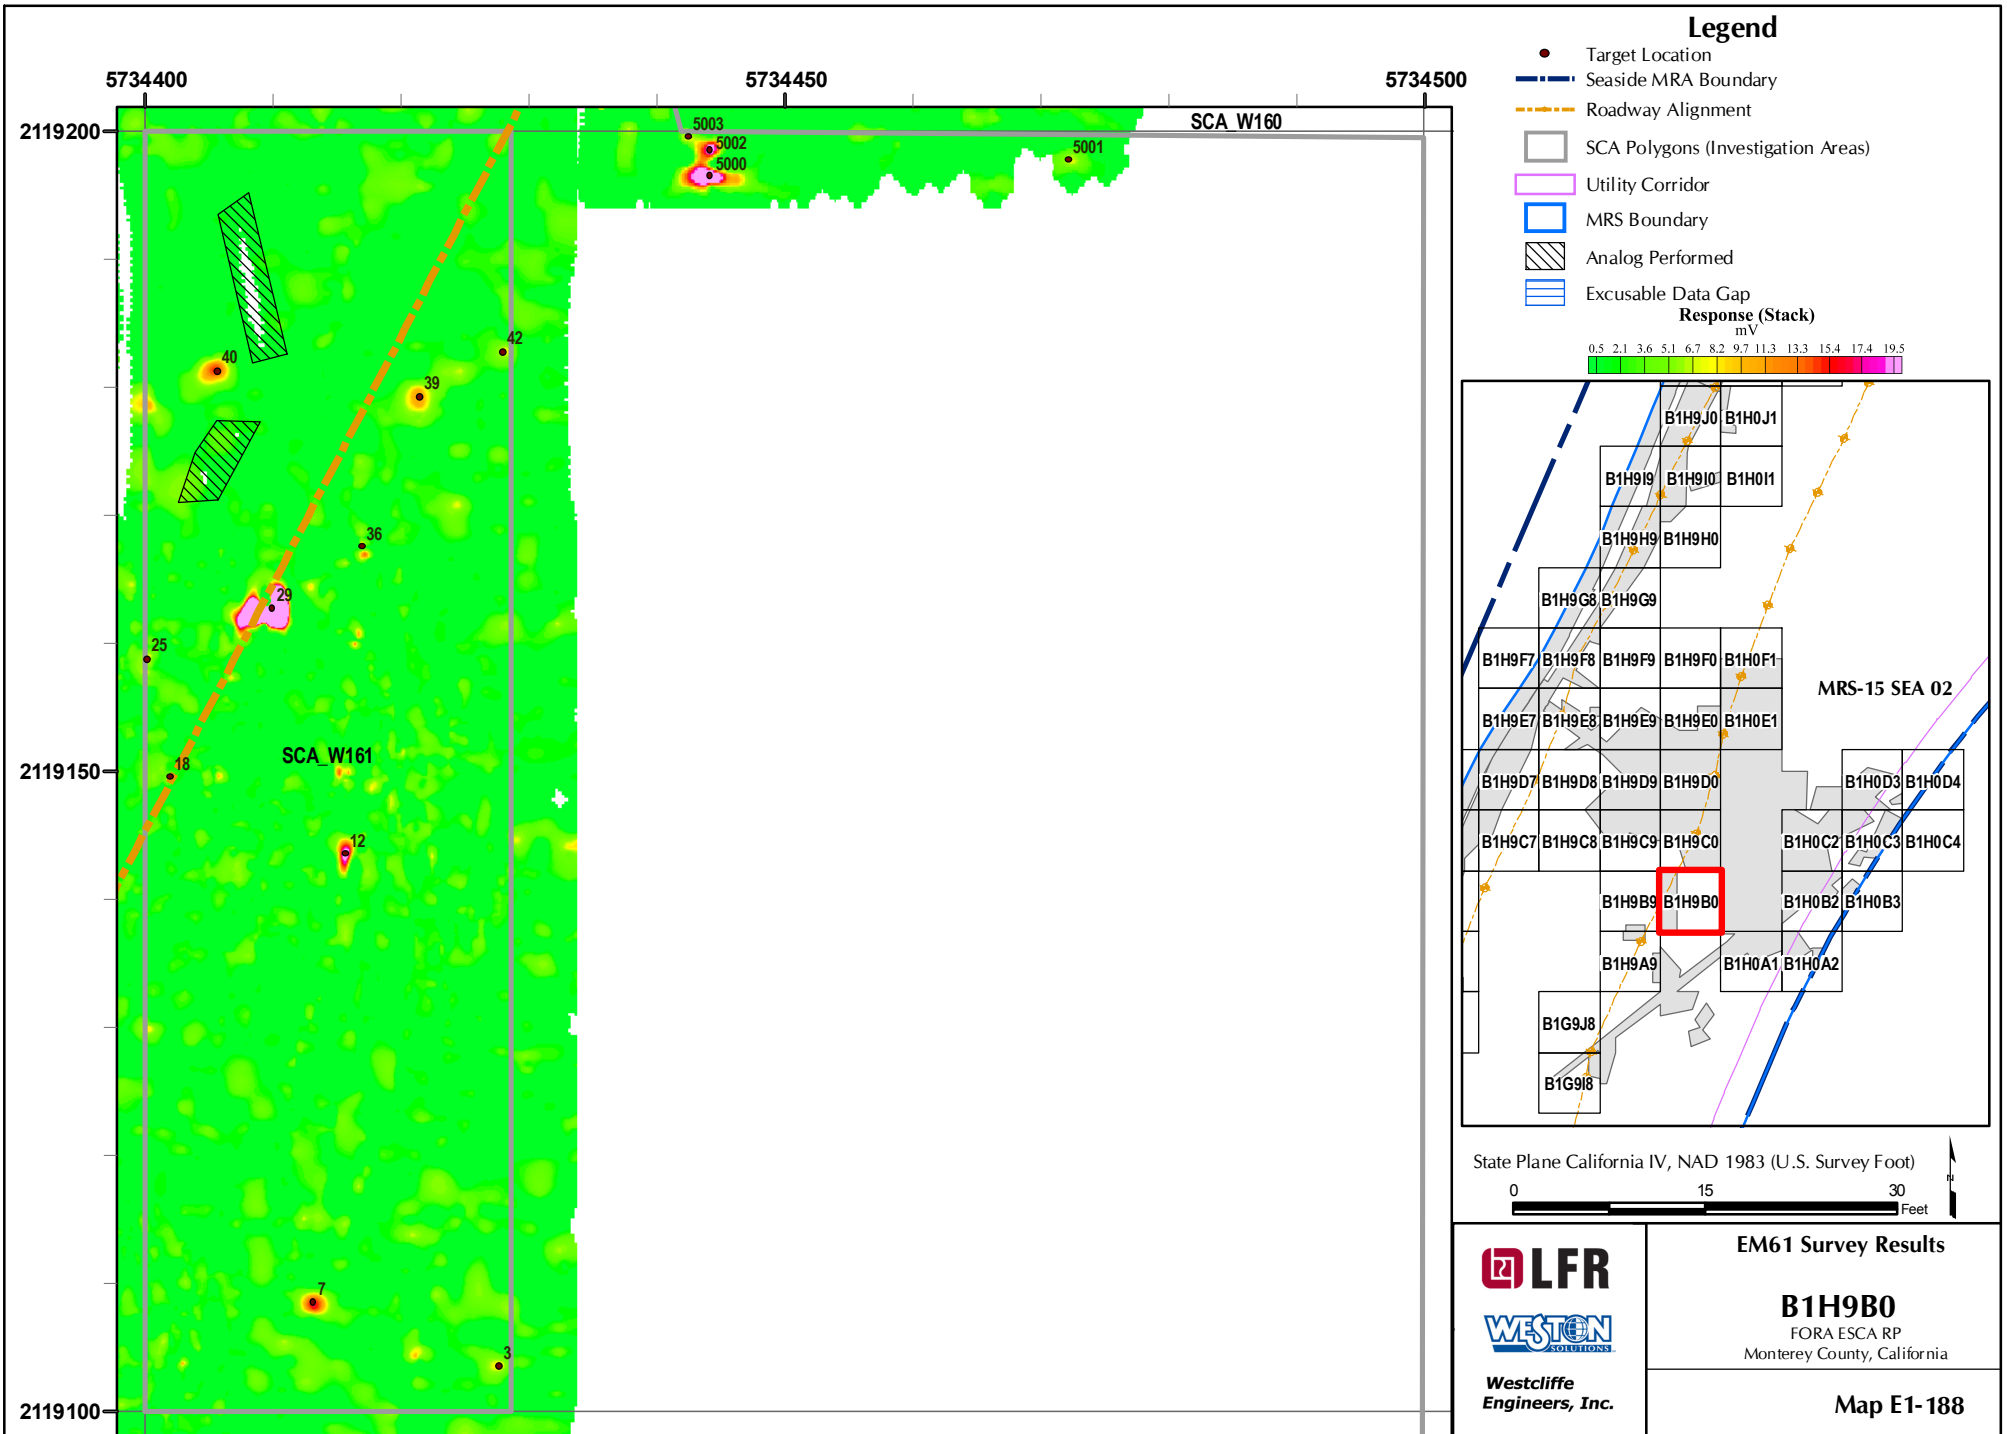 5734400
5734450
5734500
2119200
2119150
2119100
SCA_W160
5003
5002
5000
5001
42
40
39
36
29
25
SCA_W161
18
12
7
3
Legend
Target Location
Seaside MRA Boundary
Roadway Alignment
SCA Polygons (Investigation Areas)
Utility Corridor
MRS Boundary
Analog Performed
Excusable Data Gap
Response (Stack)
mV
0.5 2.1 3.6 5.1 6.7 8.2 9.7 11.3 13.3 15.4 17.4 19.5
B1H9J0 B1H0J1
B1H9I9 B1H9I0 B1H0I1
B1H9H9 B1H9H0
B1H9G8 B1H9G9
B1H9F7 B1H9F8 B1H9F9 B1H9F0 B1H0F1
MRS-15 SEA 02
B1H9E7 B1H9E8 B1H9E9 B1H9E0 B1H0E1
B1H9D7 B1H9D8 B1H9D9 B1H9D0 B1H0D3 B1H0D4
B1H9C7 B1H9C8 B1H9C9 B1H9C0 B1H0C2 B1H0C3 B1H0C4
B1H9B9 B1H9B0 B1H0B2 B1H0B3
B1H9A9 B1H0A1 B1H0A2
B1G9J8
B1G9I8
State Plane California IV, NAD 1983 (U.S. Survey Foot)
0 15 30
Feet
N
LFR
WESTON
SOLUTIONS
Westcliffe
Engineers, Inc.
EM61 Survey Results
B1H9B0
FORA ESCA RP
Monterey County, California
Map E1-188